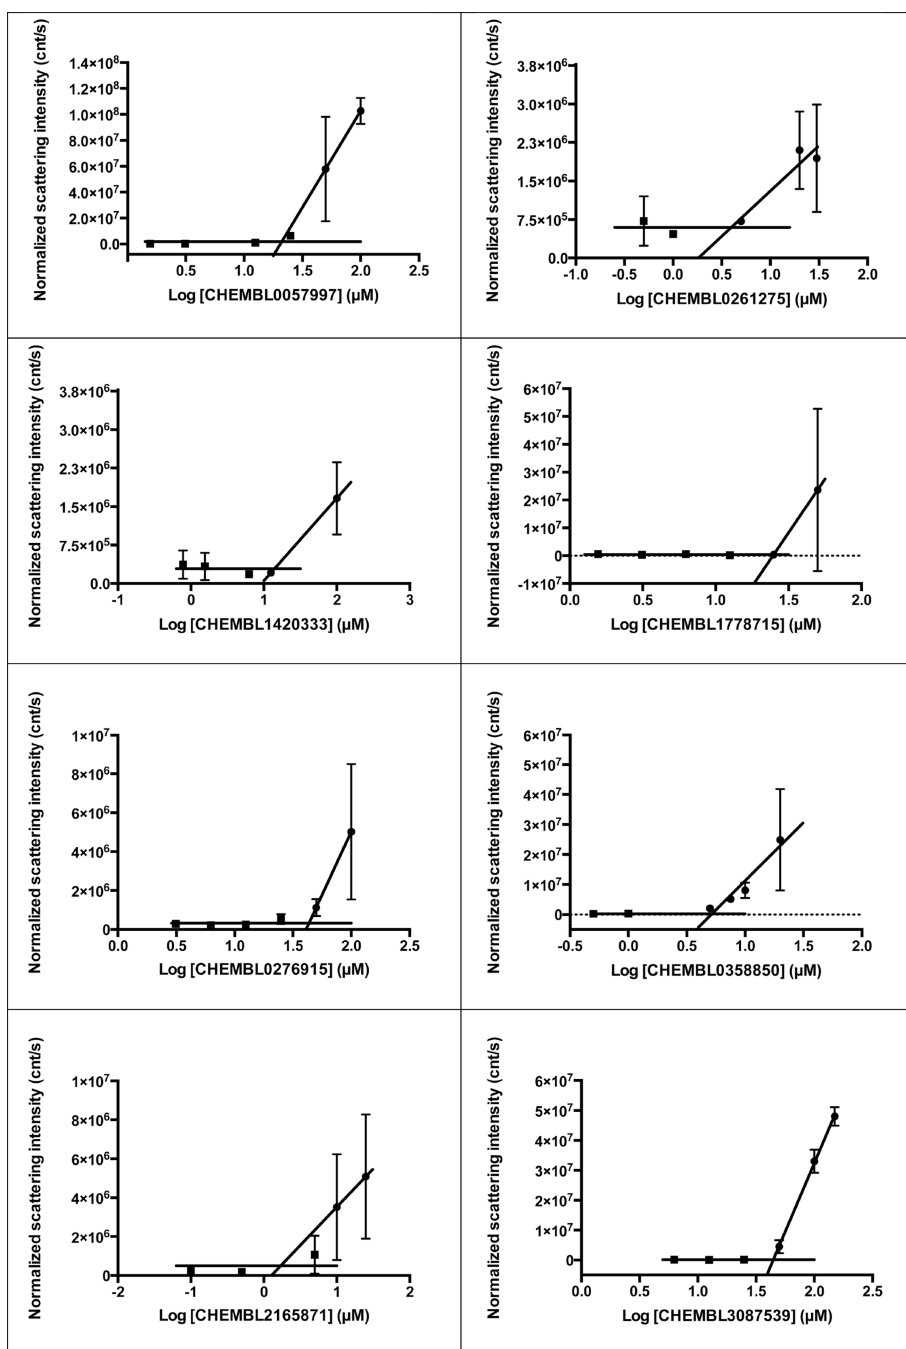 Normalized scattering intensity (cnt/s)
1.4×10⁸
1.2×10⁸
1.0×10⁸
8.0×10⁷
6.0×10⁷
4.0×10⁷
2.0×10⁷
0.0
0.5 1.0 1.5 2.0 2.5
Log [CHEMBL0057997] (µM)
Normalized scattering intensity (cnt/s)
3.8×10⁶
3.0×10⁶
2.3×10⁶
1.5×10⁶
7.5×10⁵
0.0
-1.0 -0.5 0.0 0.5 1.0 1.5 2.0
Log [CHEMBL0261275] (µM)
Normalized scattering intensity (cnt/s)
3.8×10⁶
3.0×10⁶
2.3×10⁶
1.5×10⁶
7.5×10⁵
0.0
-1 0 1 2 3
Log [CHEMBL1420333] (µM)
Normalized scattering intensity (cnt/s)
6×10⁷
5×10⁷
4×10⁷
3×10⁷
2×10⁷
1×10⁷
0
-1×10⁷
0.0 0.5 1.0 1.5 2.0
Log [CHEMBL1778715] (µM)
Normalized scattering intensity (cnt/s)
1×10⁷
8×10⁶
6×10⁶
4×10⁶
2×10⁶
0
0.0 0.5 1.0 1.5 2.0 2.5
Log [CHEMBL0276915] (µM)
Normalized scattering intensity (cnt/s)
6×10⁷
5×10⁷
4×10⁷
3×10⁷
2×10⁷
1×10⁷
0
-0.5 0.0 0.5 1.0 1.5 2.0
Log [CHEMBL0358850] (µM)
Normalized scattering intensity (cnt/s)
1×10⁷
8×10⁶
6×10⁶
4×10⁶
2×10⁶
0
-2 -1 0 1 2
Log [CHEMBL2165871] (µM)
Normalized scattering intensity (cnt/s)
6×10⁷
5×10⁷
4×10⁷
3×10⁷
2×10⁷
1×10⁷
0
0.0 0.5 1.0 1.5 2.0 2.5
Log [CHEMBL3087539] (µM)